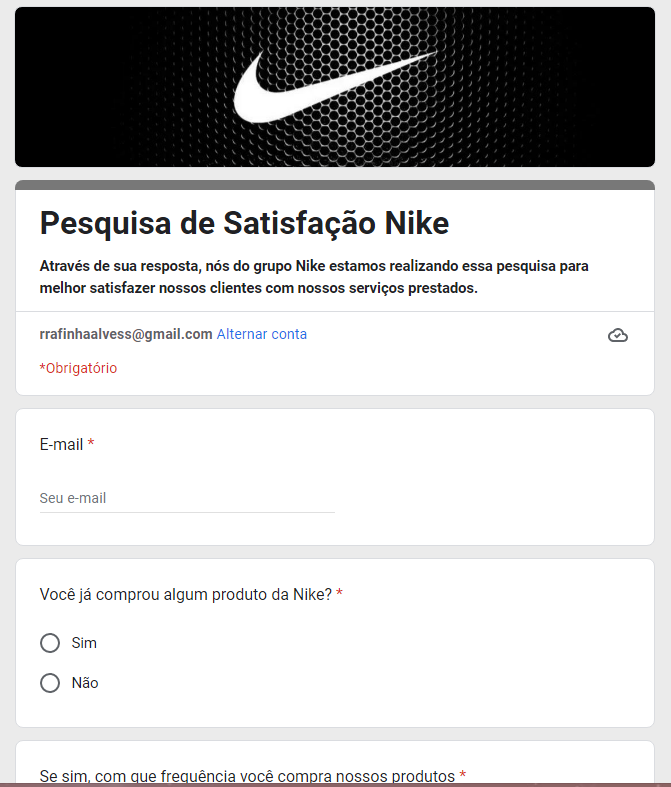 Pesquisa de Satisfação Nike
Através de sua resposta, nós do grupo Nike estamos realizando essa pesquisa para
melhor satisfazer nossos clientes com nossos serviços prestados.
rrafinhaalvess@gmail.com Alternar conta
*Obrigatório
E-mail *
Seu e-mail
Você já comprou algum produto da Nike? *
Sim
Não
Se sim, com que frequência você compra nossos produtos *